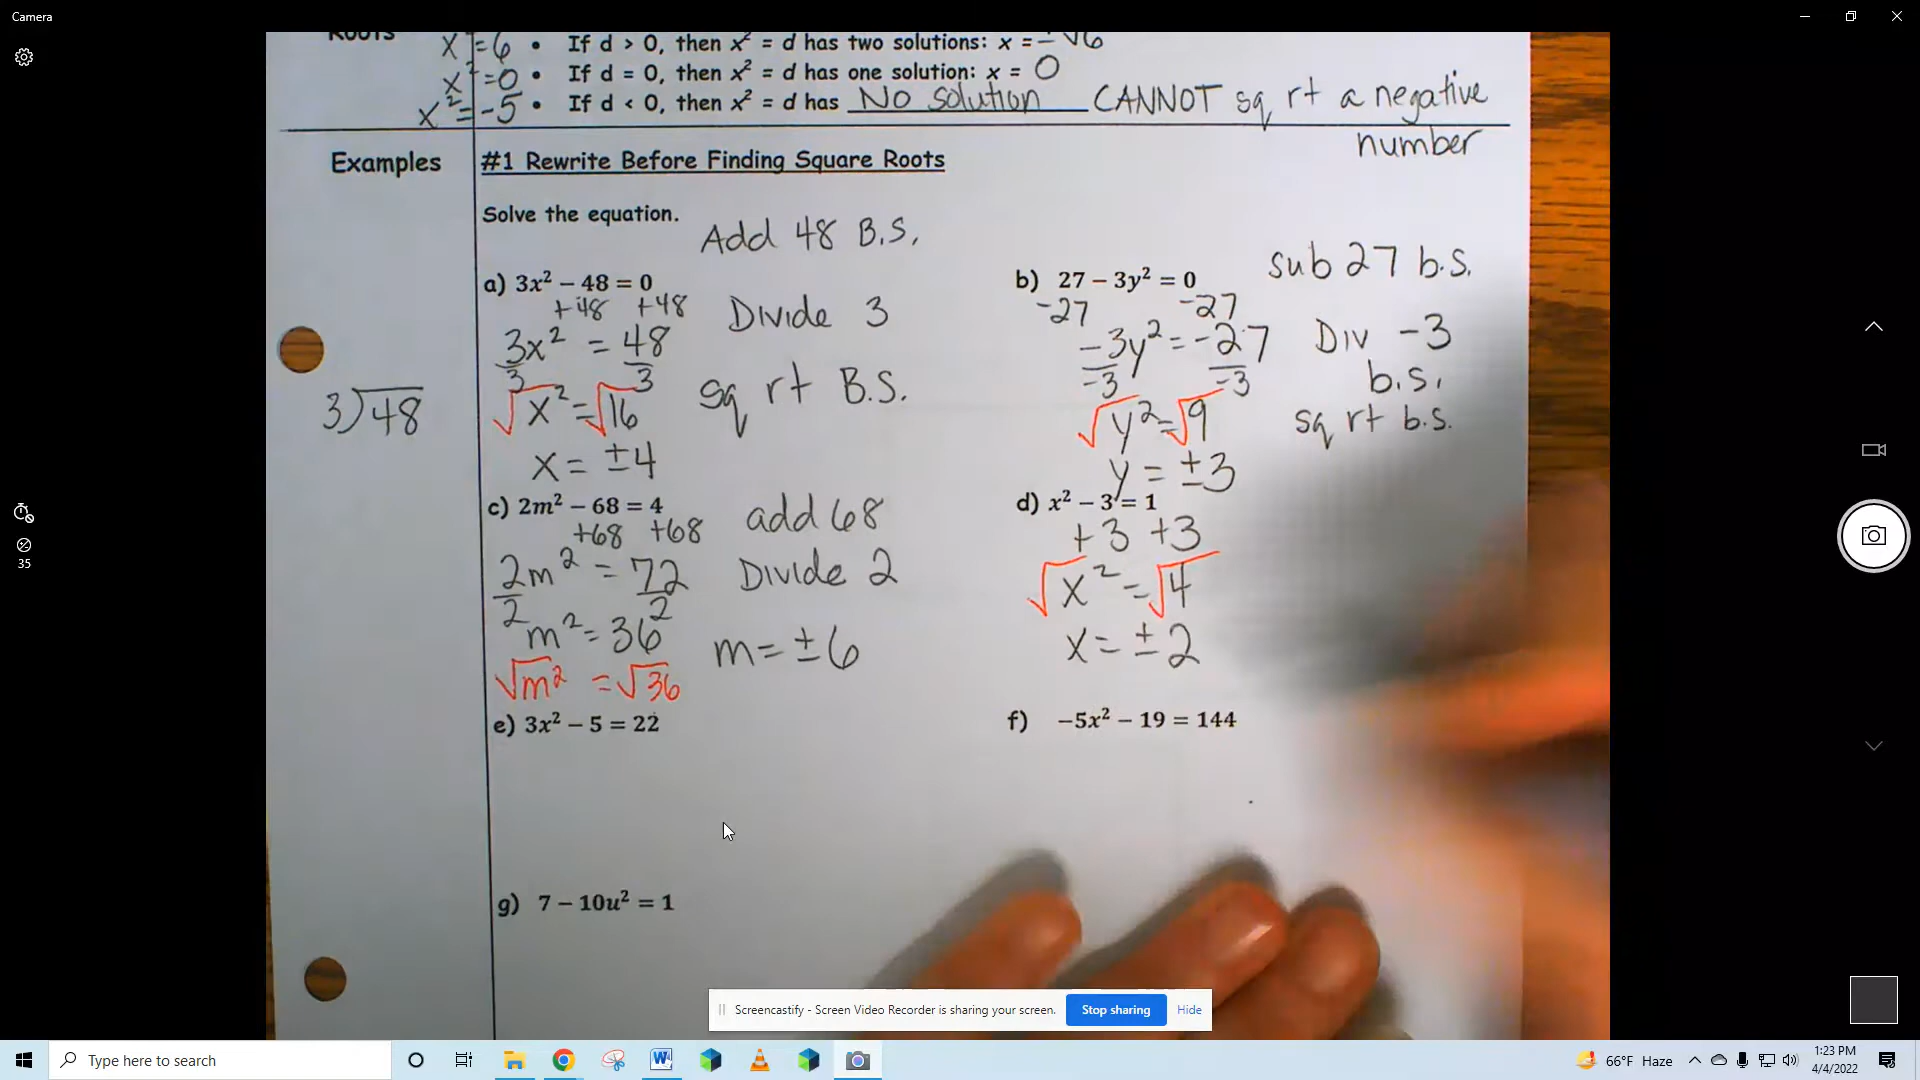 Camera
Roots
x²=6 • If d > 0, then x² = d has two solutions: x = ±√6
x²=0 • If d = 0, then x² = d has one solution: x = 0
x²=-5 • If d < 0, then x² = d has No solution CANNOT sq rt a negative
number
Examples
#1 Rewrite Before Finding Square Roots
Solve the equation.
Add 48 B.S.
a) 3x² − 48 = 0
+48 +48
Divide 3
3x² = 48
3 3
√x² = √16
sq rt B.S.
x = ±4
3)48
b) 27 − 3y² = 0
sub 27 b.s.
-27 -27
-3y² = -27
-3 -3
Div -3
b.s.
√y² = √9
sq rt b.s.
y = ±3
c) 2m² − 68 = 4
add 68
+68 +68
2m² = 72
2 2
Divide 2
m² = 36
m = ±6
√m² = √36
d) x² − 3 = 1
+3 +3
√x² = √4
x = ±2
e) 3x² − 5 = 22
f) −5x² − 19 = 144
g) 7 − 10u² = 1
35
Screencastify - Screen Video Recorder is sharing your screen.
Stop sharing
Hide
Type here to search
66°F Haze
1:23 PM
4/4/2022